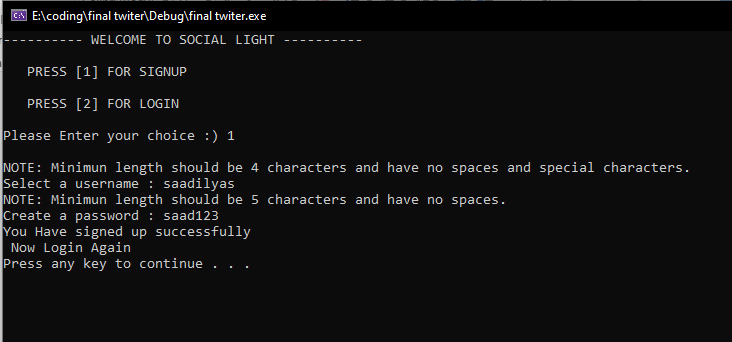 E:\coding\final twiter\Debug\final twiter.exe
---------- WELCOME TO SOCIAL LIGHT ----------
PRESS [1] FOR SIGNUP
PRESS [2] FOR LOGIN
Please Enter your choice :) 1
NOTE: Minimun length should be 4 characters and have no spaces and special characters.
Select a username : saadilyas
NOTE: Minimun length should be 5 characters and have no spaces.
Create a password : saad123
You Have signed up successfully
Now Login Again
Press any key to continue . . .